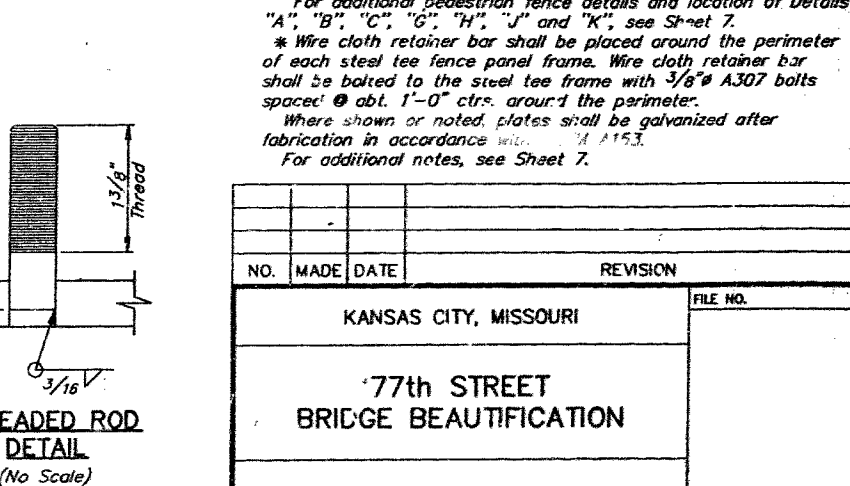 For additional pedestrian fence details and location of Details
"A", "B", "C", "G", "H", "J" and "K", see Sheet 7.
* Wire cloth retainer bar shall be placed around the perimeter
of each steel tee fence panel frame. Wire cloth retainer bar
shall be bolted to the steel tee frame with 3/8"ø A307 bolts
spaced @ abt. 1'-0" ctrs. around the perimeter.
Where shown or noted, plates shall be galvanized after
fabrication in accordance A153.
For additional notes, see Sheet 7.
1 3/8"
Thread
3/16
EADED ROD
DETAIL
(No Scale)
NO. MADE DATE REVISION
KANSAS CITY, MISSOURI
FILE NO.
77th STREET
BRIDGE BEAUTIFICATION